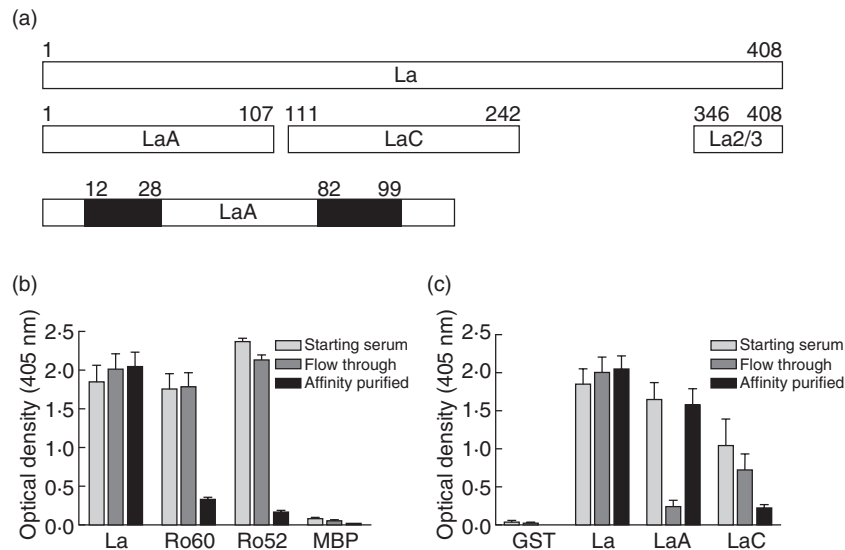 (a)
1 408
La
1 107 111 242 346 408
LaA LaC La2/3
12 28 82 99
LaA
(b)
Optical density (405 nm)
2·5
2·0
1·5
1·0
0·5
0·0
Starting serum
Flow through
Affinity purified
La Ro60 Ro52 MBP
(c)
Optical density (405 nm)
2·5
2·0
1·5
1·0
0·5
0·0
Starting serum
Flow through
Affinity purified
GST La LaA LaC